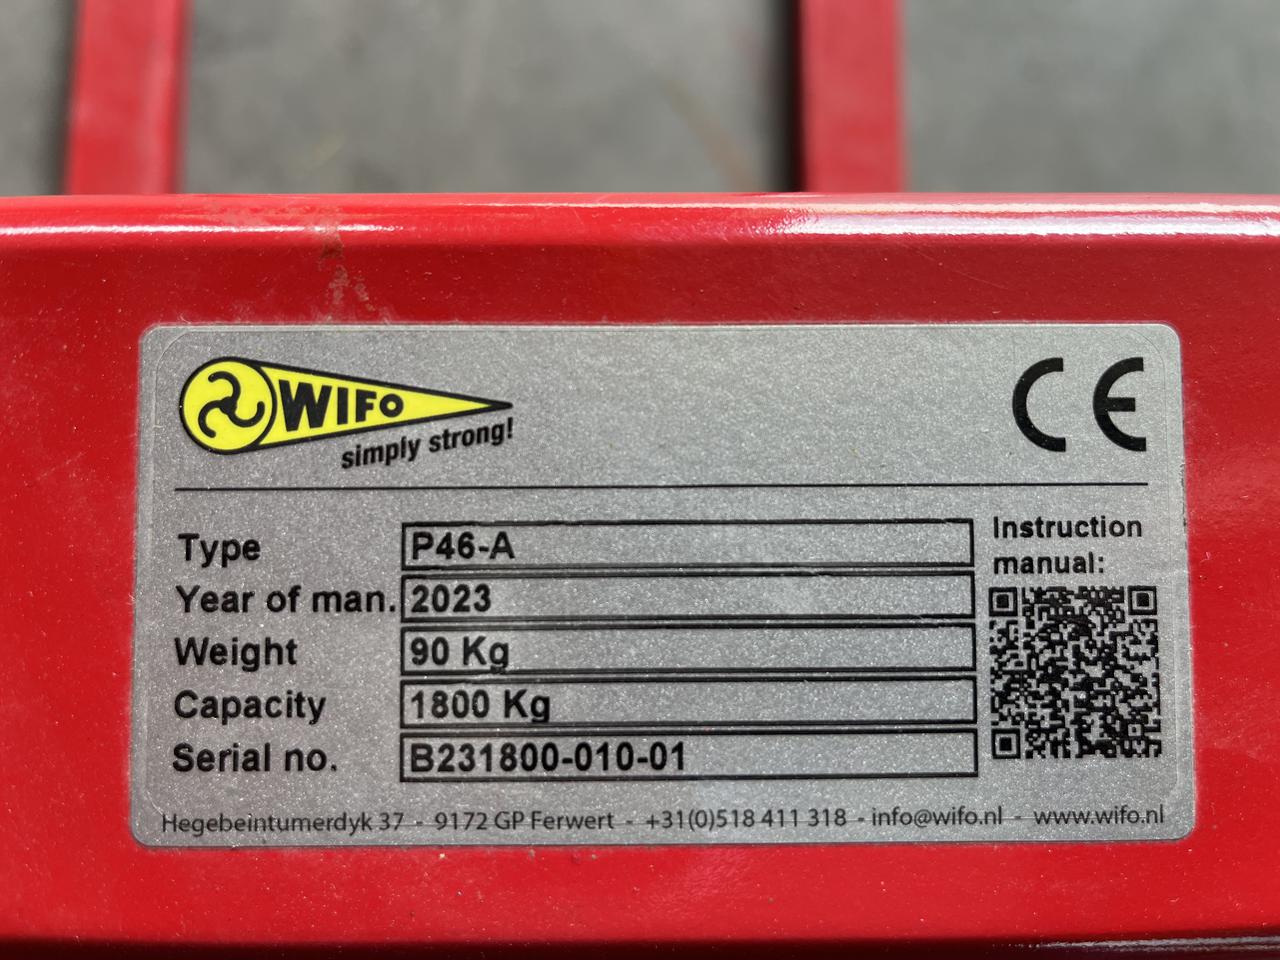 WIFO
simply strong!
CE
Type P46-A
Instruction
manual:
Year of man. 2023
Weight 90 Kg
Capacity 1800 Kg
Serial no. B231800-010-01
Hegebeintumerdyk 37 - 9172 GP Ferwert - +31(0)518 411 318 - info@wifo.nl - www.wifo.nl